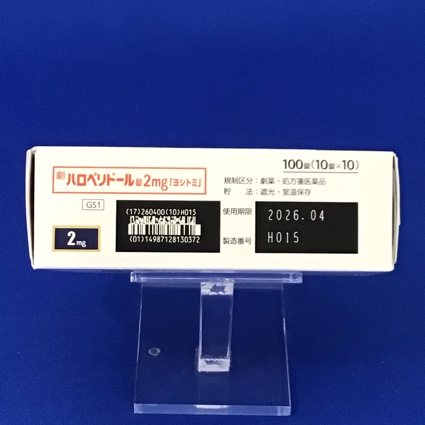 100錠(10錠×10)
劇 ハロペリドール錠2mg「ヨシトミ」
規制区分：劇薬・処方箋医薬品
貯　　法：遮光・室温保存
GS1
(17)260400(10)H015
(01)14987128130372
使用期限 2026.04
製造番号 H015
2mg